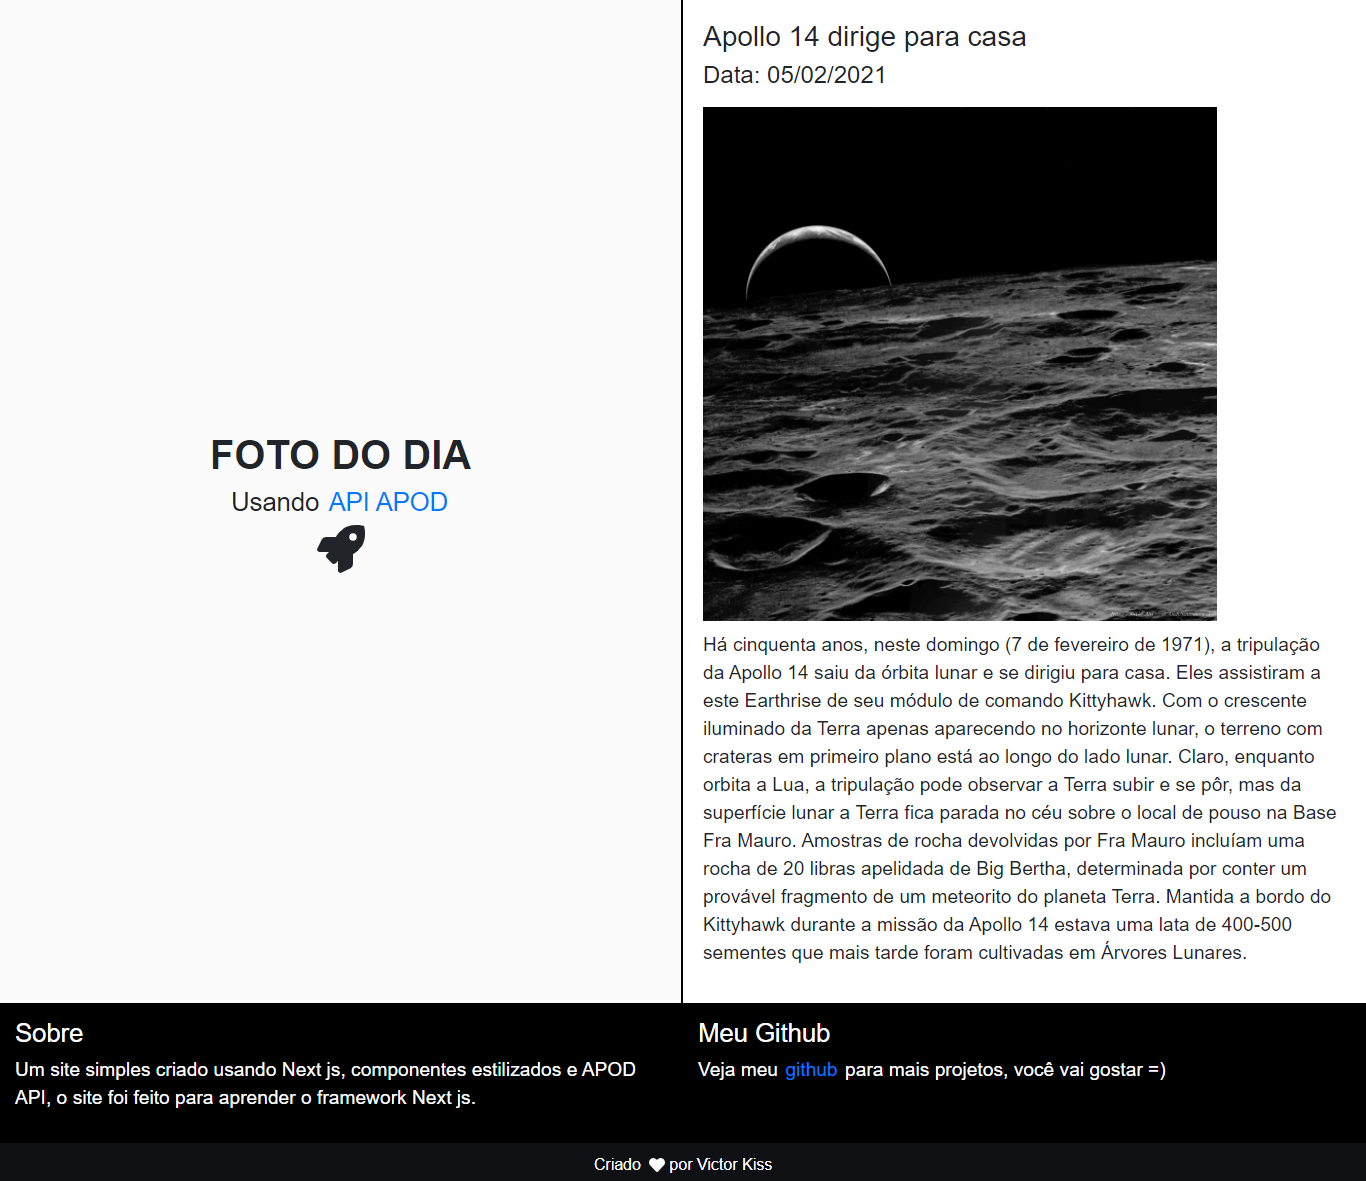 FOTO DO DIA
Usando API APOD
Apollo 14 dirige para casa
Data: 05/02/2021
Há cinquenta anos, neste domingo (7 de fevereiro de 1971), a tripulação
da Apollo 14 saiu da órbita lunar e se dirigiu para casa. Eles assistiram a
este Earthrise de seu módulo de comando Kittyhawk. Com o crescente
iluminado da Terra apenas aparecendo no horizonte lunar, o terreno com
crateras em primeiro plano está ao longo do lado lunar. Claro, enquanto
orbita a Lua, a tripulação pode observar a Terra subir e se pôr, mas da
superfície lunar a Terra fica parada no céu sobre o local de pouso na Base
Fra Mauro. Amostras de rocha devolvidas por Fra Mauro incluíam uma
rocha de 20 libras apelidada de Big Bertha, determinada por conter um
provável fragmento de um meteorito do planeta Terra. Mantida a bordo do
Kittyhawk durante a missão da Apollo 14 estava uma lata de 400-500
sementes que mais tarde foram cultivadas em Árvores Lunares.
Sobre
Um site simples criado usando Next js, componentes estilizados e APOD
API, o site foi feito para aprender o framework Next js.
Meu Github
Veja meu github para mais projetos, você vai gostar =)
Criado por Victor Kiss